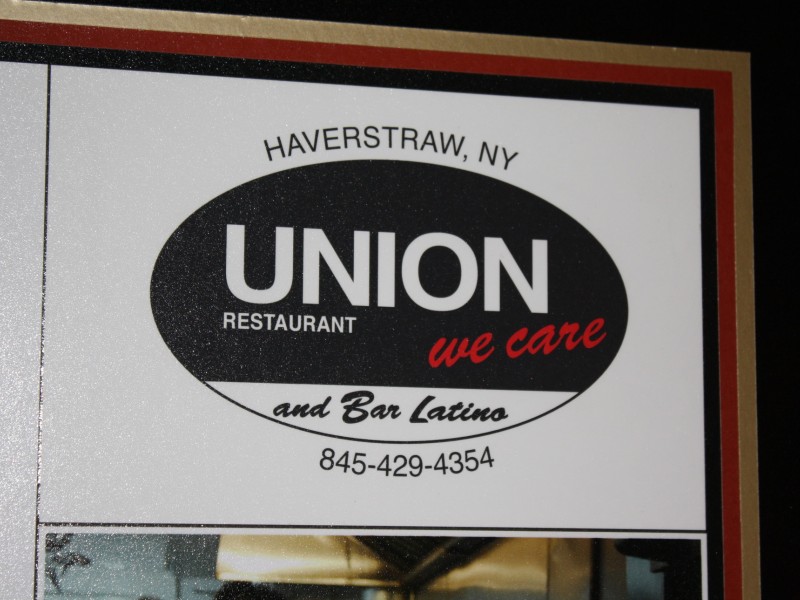 HAVERSTRAW, NY
UNION
RESTAURANT
we care
and Bar Latino
845-429-4354